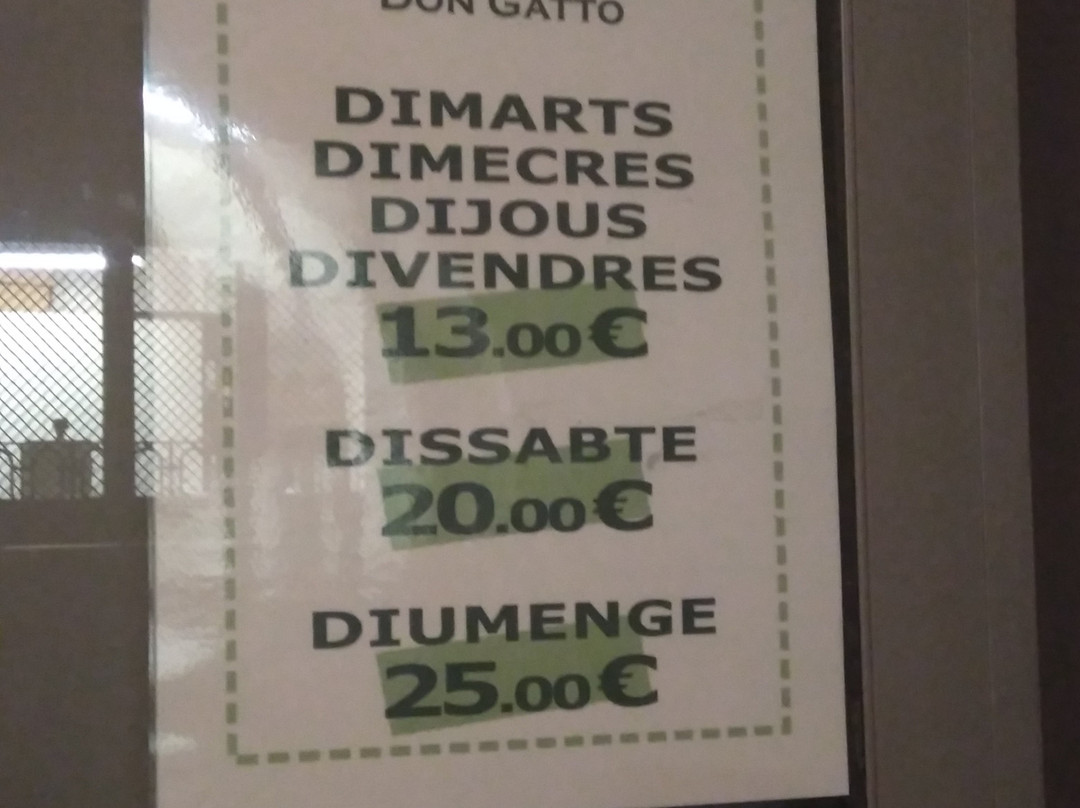 DON GATTO
DIMARTS
DIMECRES
DIJOUS
DIVENDRES
13.00€
DISSABTE
20.00€
DIUMENGE
25.00€